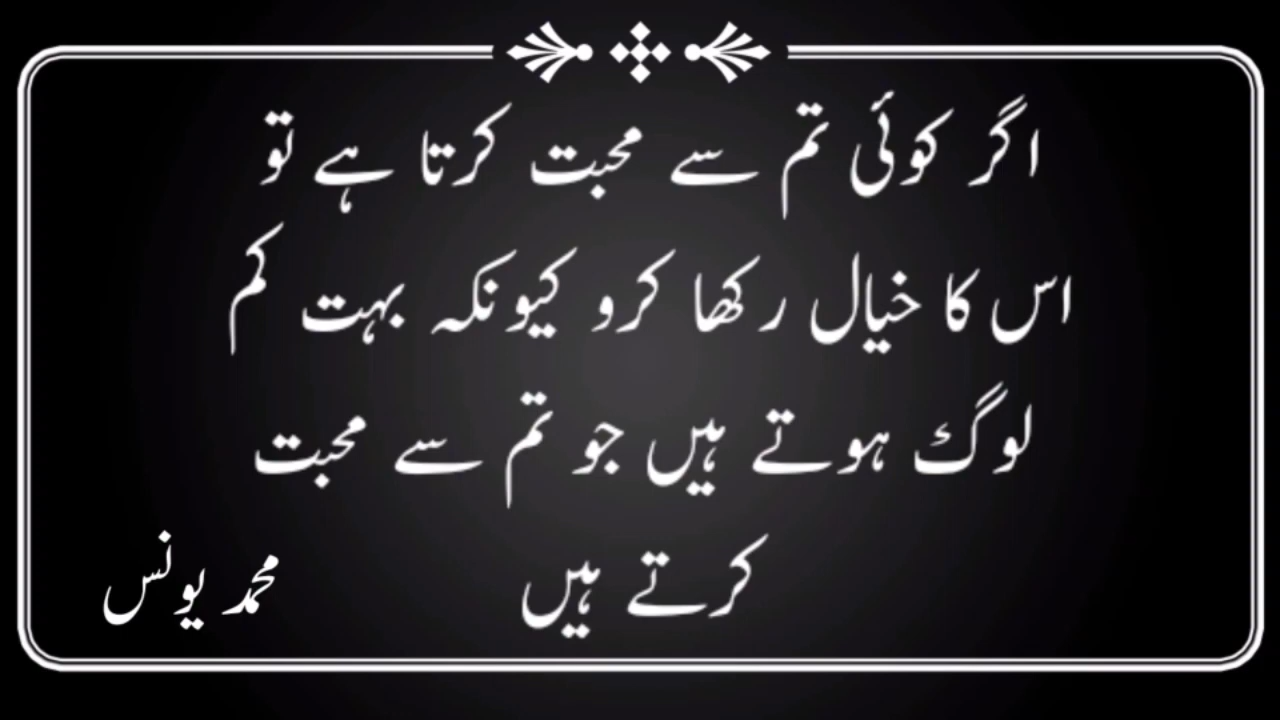 اگر کوئی تم سے محبت کرتا ہے تو
اس کا خیال رکھا کرو کیونکہ بہت کم
لوگ ہوتے ہیں جو تم سے محبت
کرتے ہیں
محمد یونس